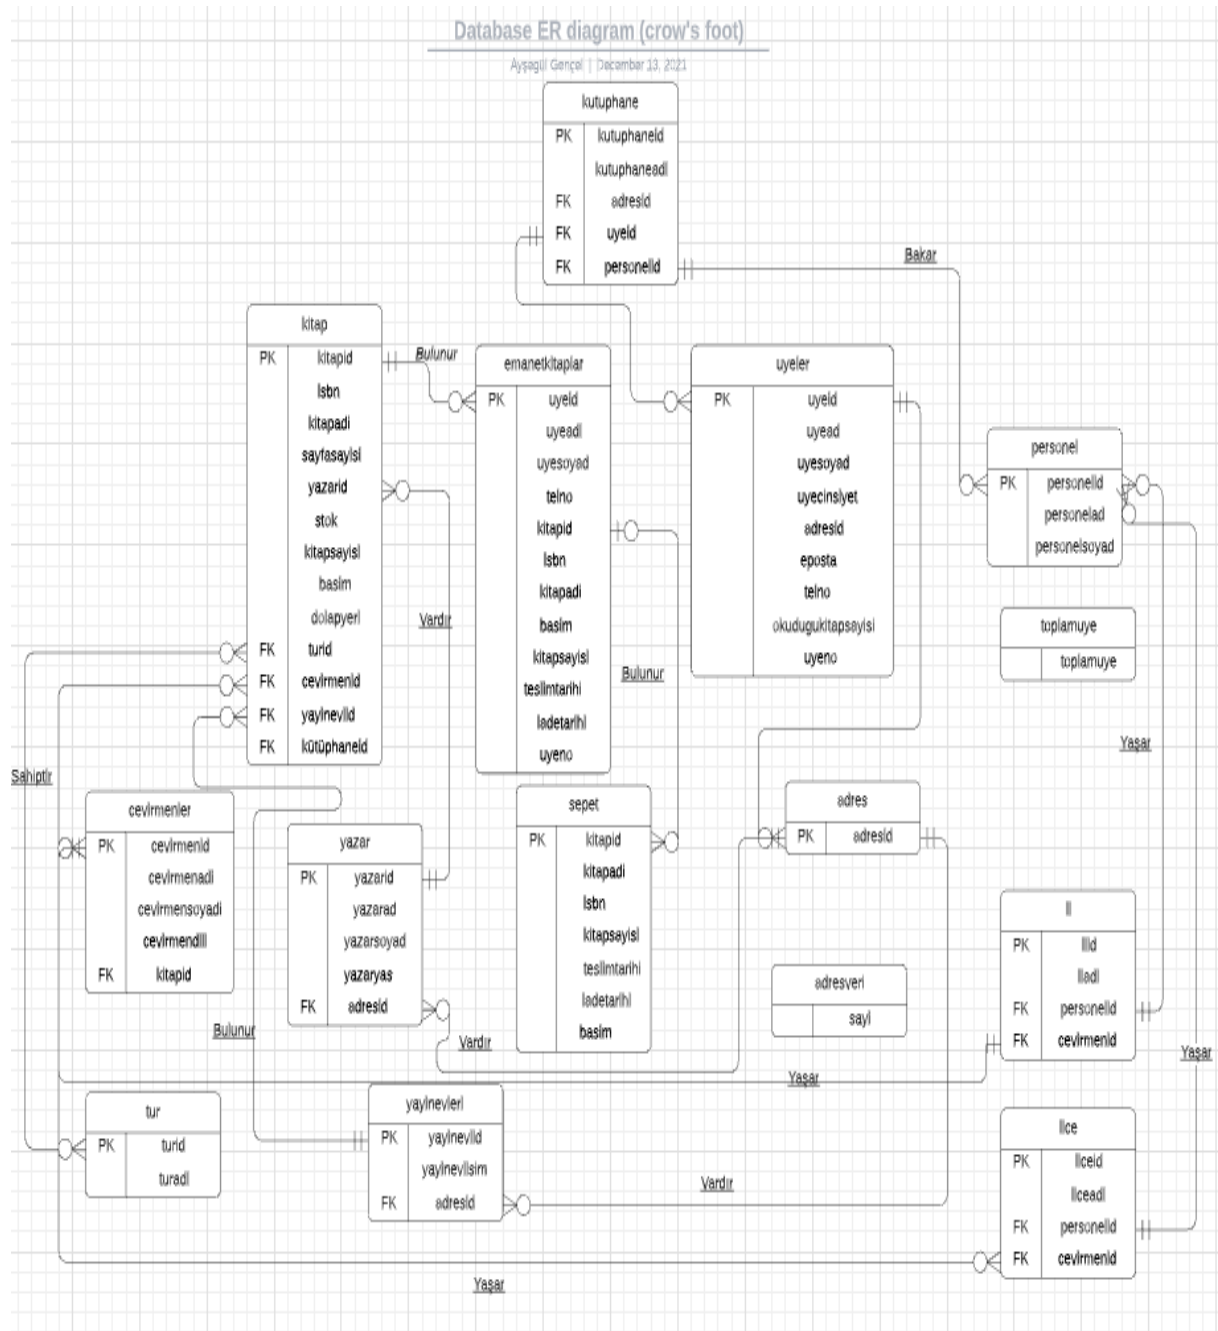 Database ER diagram (crow's foot)
Ayşegül Gençel | December 13, 2021
kutuphane
PK kutuphaneid
kutuphaneadi
FK adresid
FK uyeid
FK personelid
Bakar
kitap
PK kitapid
isbn
kitapadi
sayfasayisi
yazarid
stok
kitapsayisi
basim
dolapyeri
FK turid
FK cevirmenid
FK yayinevlid
FK kütüphaneid
Bulunur
emanetkitaplar
PK uyeid
uyeadi
uyesoyad
telno
kitapid
isbn
kitapadi
basim
kitapsayisi
teslimtarihi
iadetarihi
uyeno
uyeler
PK uyeid
uyead
uyesoyad
uyecinsiyet
adresid
eposta
telno
okudugukitapsayisi
uyeno
personel
PK personelid
personelad
personelsoyad
toplamuye
toplamuye
Vardır
Bulunur
Yaşar
Sahiptir
cevirmenler
PK cevirmenid
cevirmenadi
cevirmensoyadi
cevirmendili
FK kitapid
yazar
PK yazarid
yazarad
yazarsoyad
yazaryas
FK adresid
sepet
PK kitapid
kitapadi
isbn
kitapsayisi
teslimtarihi
iadetarihi
basim
adres
PK adresid
adresveri
sayi
il
PK ilid
iladi
FK personelid
FK cevirmenid
Bulunur
Vardır
Yaşar
Yaşar
tur
PK turid
turadi
yayinevleri
PK yayinevlid
yayinevlisim
FK adresid
Vardır
ilce
PK ilceid
ilceadi
FK personelid
FK cevirmenid
Yaşar